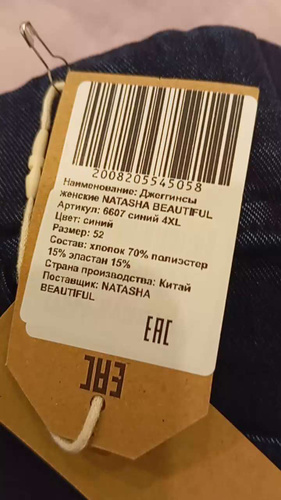 2008205545058
Наименование: Джеггинсы
женские NATASHA BEAUTIFUL
Артикул: 6607 синий 4XL
Цвет: синий
Размер: 52
Состав: хлопок 70% полиэстер
15% эластан 15%
Страна производства: Китай
Поставщик: NATASHA
BEAUTIFUL
EAC
EAC